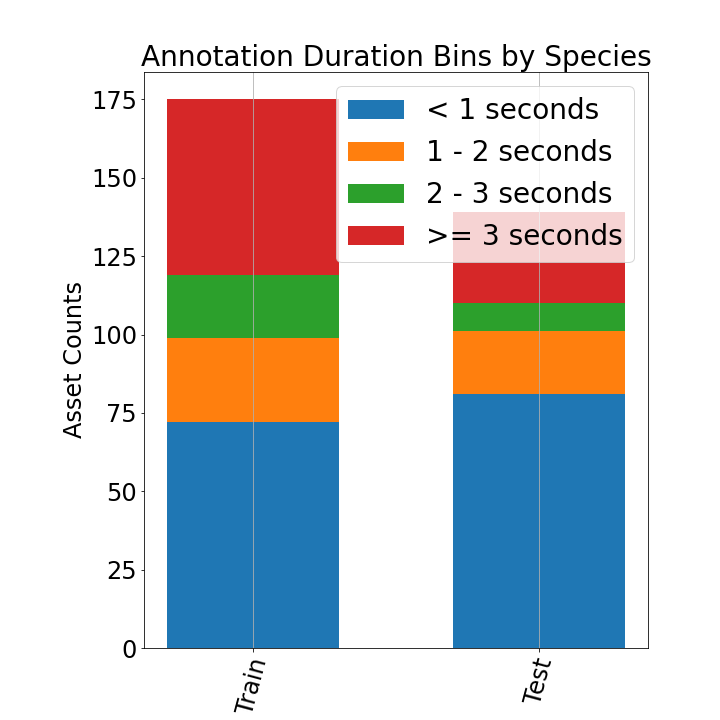 Annotation Duration Bins by Species
< 1 seconds
1 - 2 seconds
2 - 3 seconds
>= 3 seconds
Asset Counts
175
150
125
100
75
50
25
0
Train
Test